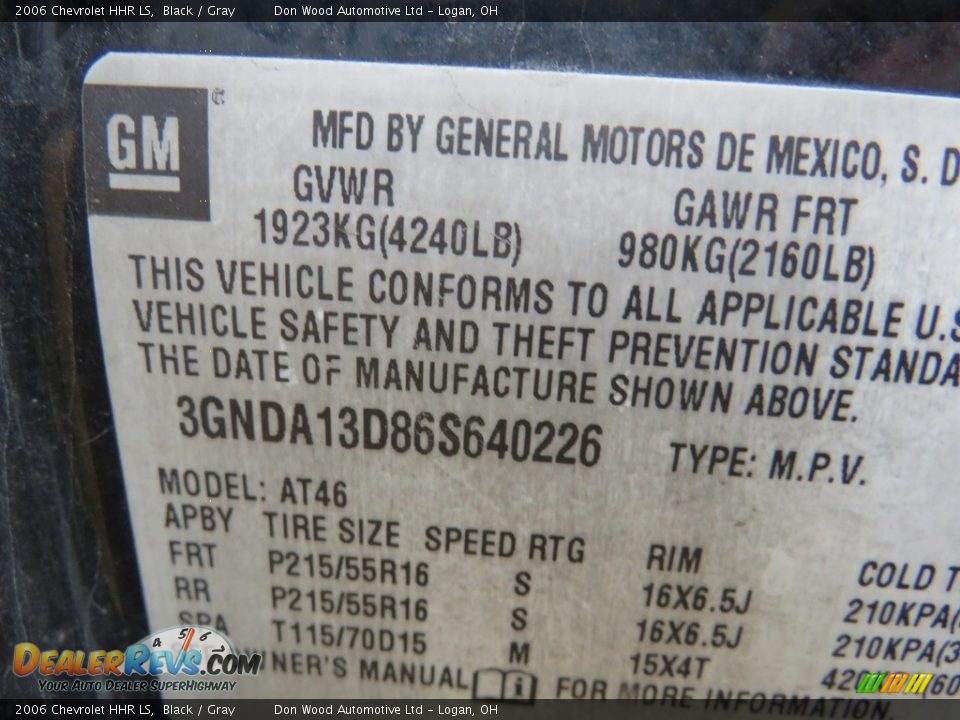 2006 Chevrolet HHR LS, Black / Gray Don Wood Automotive Ltd - Logan, OH
GM
MFD BY GENERAL MOTORS DE MEXICO, S. D
GVWR GAWR FRT
1923KG(4240LB) 980KG(2160LB)
THIS VEHICLE CONFORMS TO ALL APPLICABLE U.S
VEHICLE SAFETY AND THEFT PREVENTION STANDA
THE DATE OF MANUFACTURE SHOWN ABOVE.
3GNDA13D86S640226 TYPE: M.P.V.
MODEL: AT46
APBY TIRE SIZE SPEED RTG RIM COLD T
FRT P215/55R16 S 16X6.5J 210KPA(
RR P215/55R16 S 16X6.5J 210KPA(3
SPA T115/70D15 M 15X4T 420 (60
NER'S MANUAL FOR MORE INFORMATION
DEALERREVS.COM
YOUR AUTO DEALER SUPERHIGHWAY
2006 Chevrolet HHR LS, Black / Gray Don Wood Automotive Ltd - Logan, OH